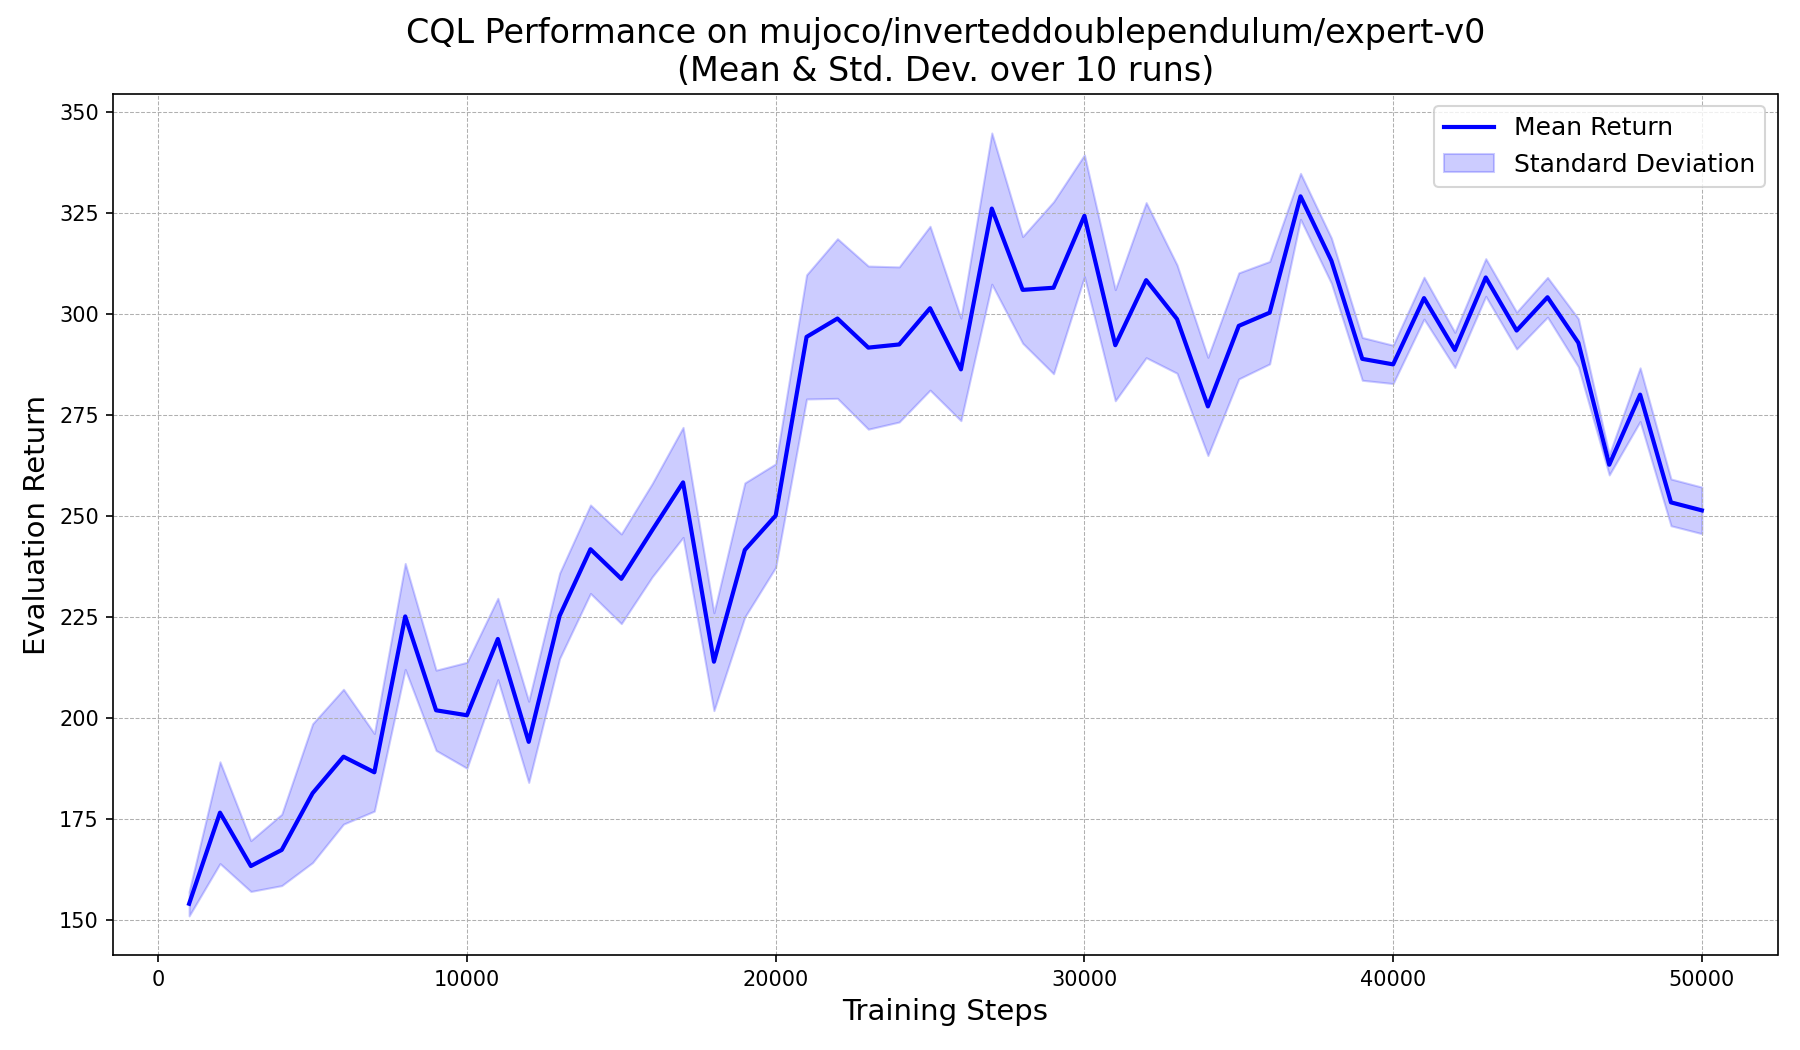 CQL Performance on mujoco/inverteddoublependulum/expert-v0
(Mean & Std. Dev. over 10 runs)
Mean Return
Standard Deviation
Evaluation Return
350
325
300
275
250
225
200
175
150
0 10000 20000 30000 40000 50000
Training Steps